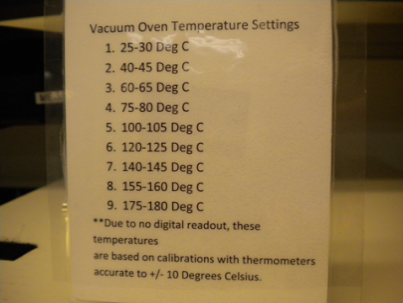 Vacuum Oven Temperature Settings
1. 25-30 Deg C
2. 40-45 Deg C
3. 60-65 Deg C
4. 75-80 Deg C
5. 100-105 Deg C
6. 120-125 Deg C
7. 140-145 Deg C
8. 155-160 Deg C
9. 175-180 Deg C
**Due to no digital readout, these
temperatures
are based on calibrations with thermometers
accurate to +/- 10 Degrees Celsius.